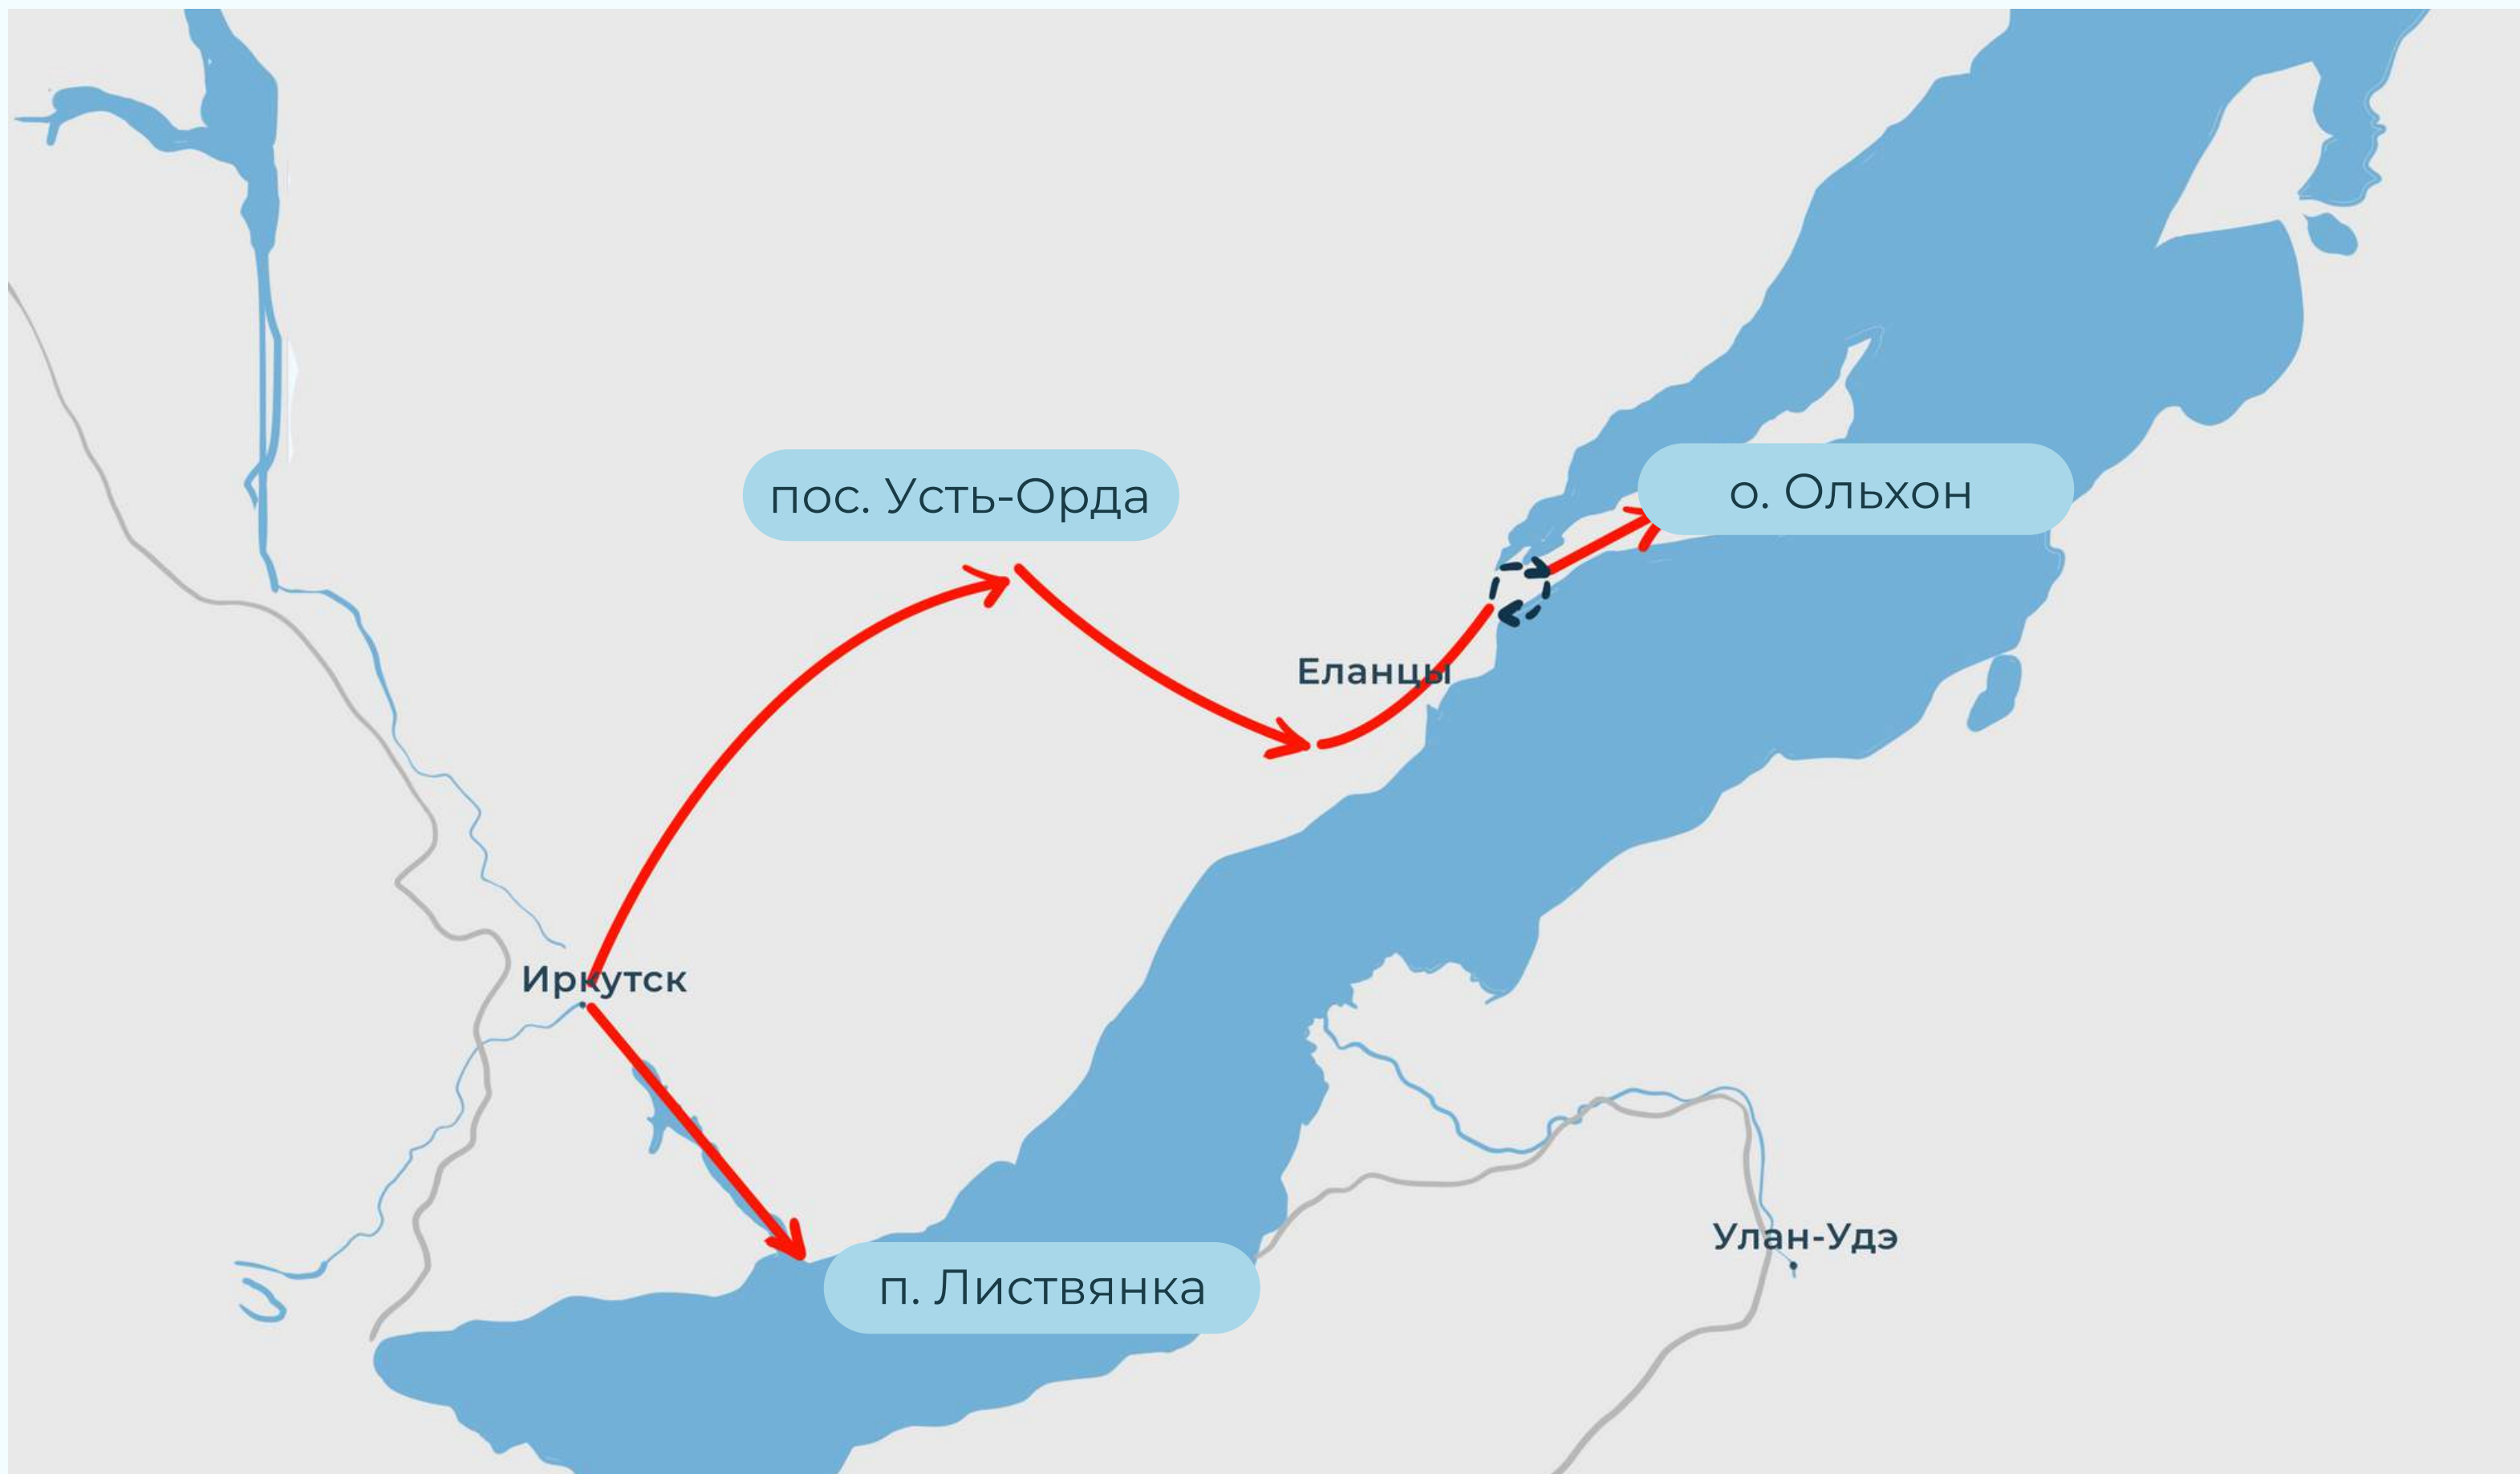 пос. Усть-Орда
о. Ольхон
Еланцы
Иркутск
Улан-Удэ
п. Листвянка